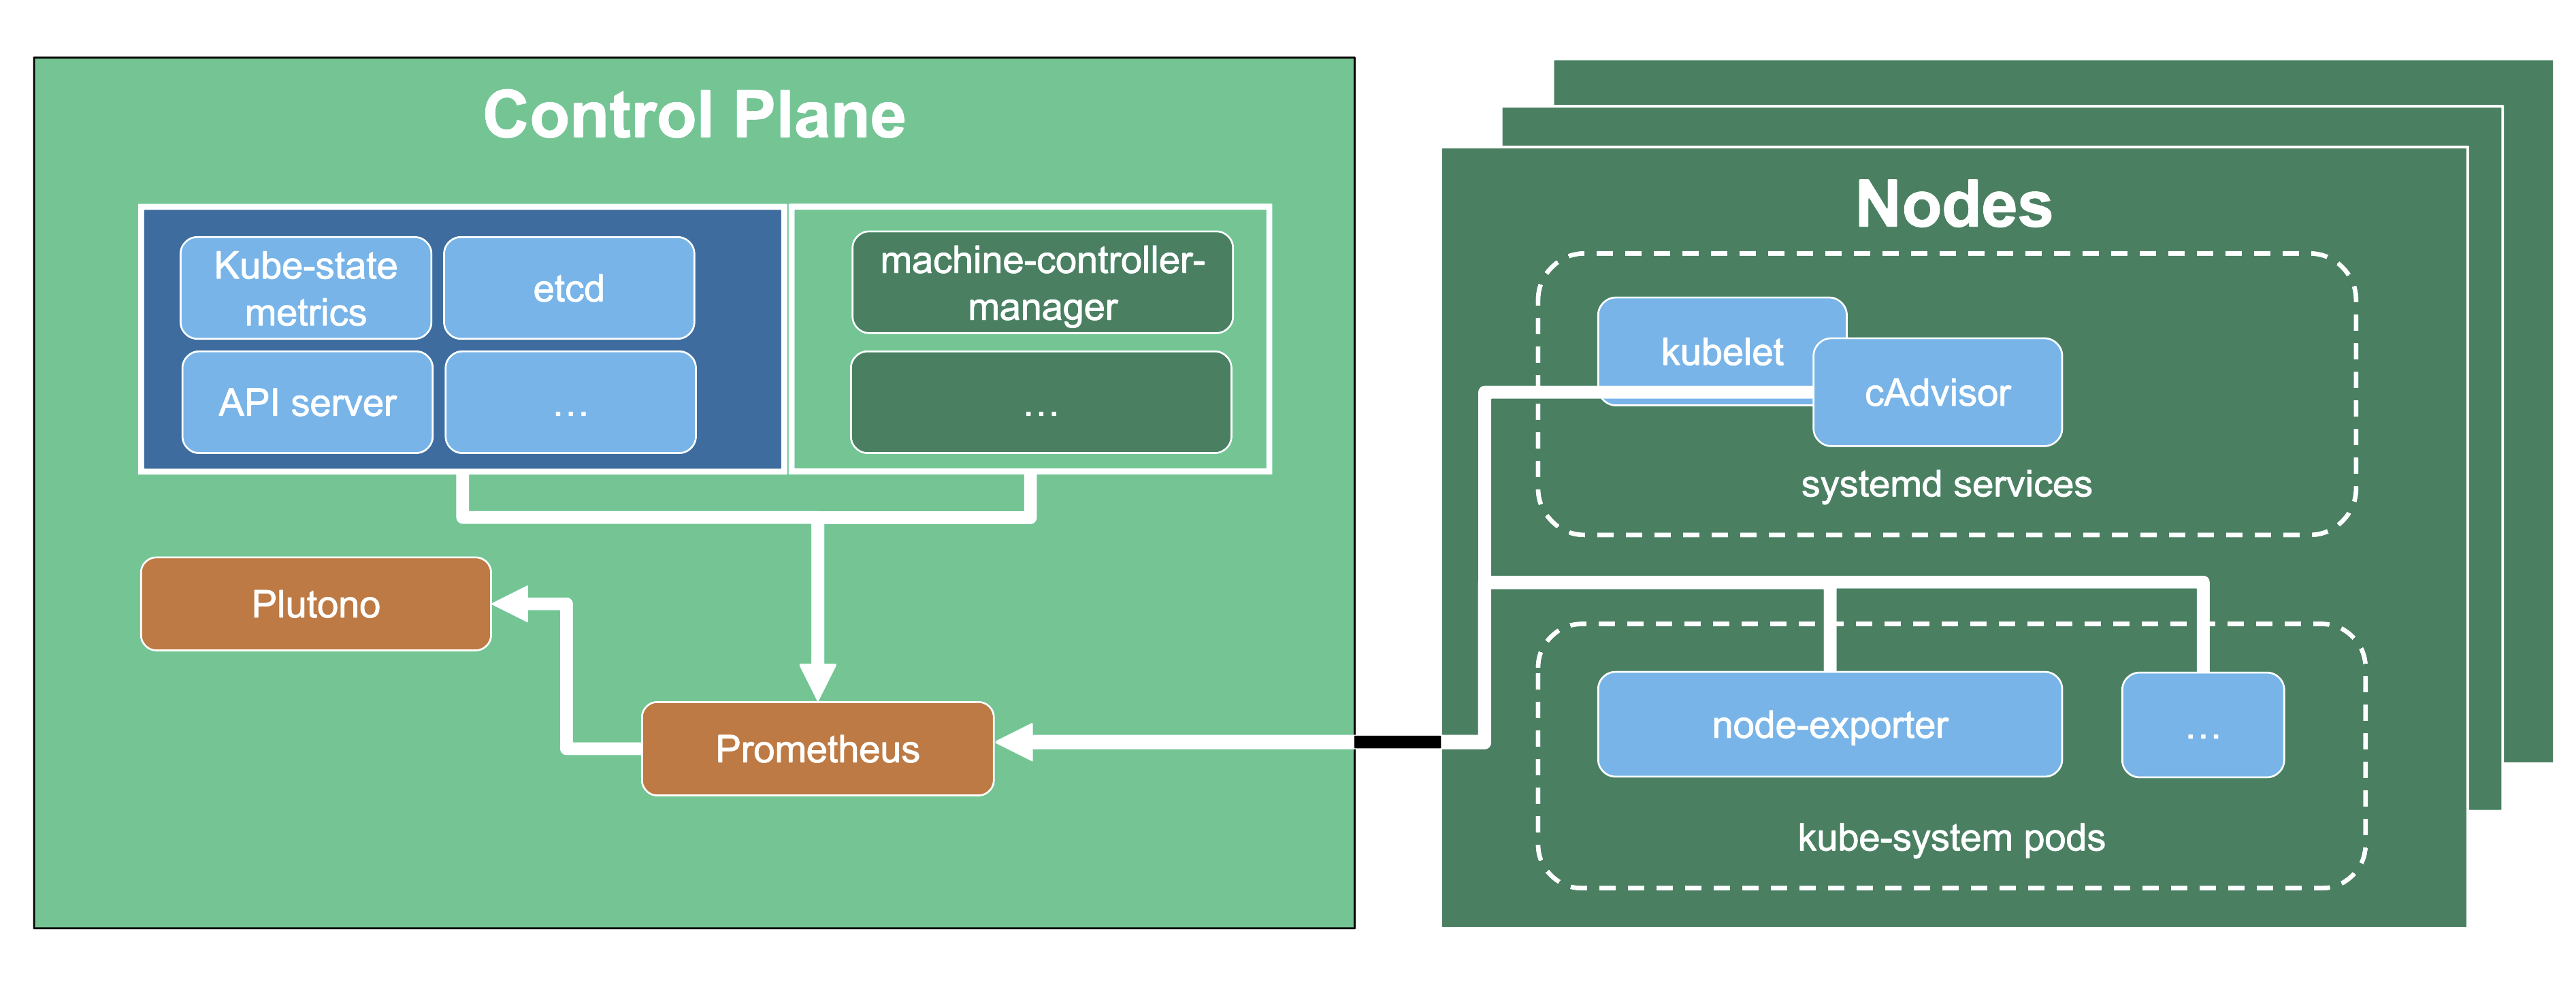 Control Plane
Kube-state
metrics
etcd
API server
...
machine-controller-
manager
...
Plutono
Prometheus
Nodes
kubelet
cAdvisor
systemd services
node-exporter
...
kube-system pods